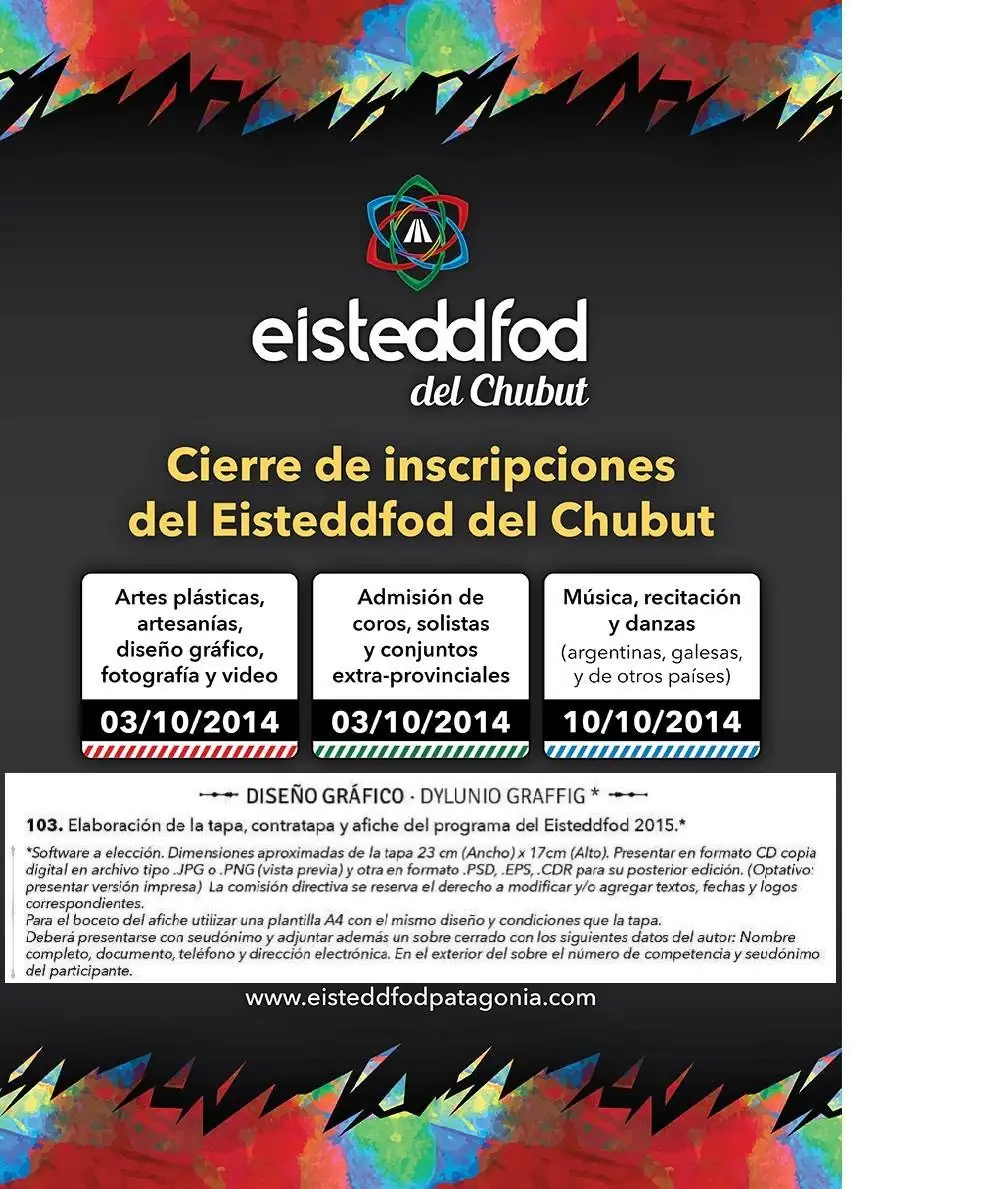 eisteddfod
del Chubut
Cierre de inscripciones
del Eisteddfod del Chubut
Artes plásticas,
artesanías,
diseño gráfico,
fotografía y video
03/10/2014
Admisión de
coros, solistas
y conjuntos
extra-provinciales
03/10/2014
Música, recitación
y danzas
(argentinas, galesas,
y de otros países)
10/10/2014
DISEÑO GRÁFICO · DYLUNIO GRAFFIG *
103. Elaboración de la tapa, contratapa y afiche del programa del Eisteddfod 2015.*
*Software a elección. Dimensiones aproximadas de la tapa 23 cm (Ancho) x 17cm (Alto). Presentar en formato CD copia
digital en archivo tipo .JPG o .PNG (vista previa) y otra en formato .PSD, .EPS, .CDR para su posterior edición. (Optativo:
presentar versión impresa) La comisión directiva se reserva el derecho a modificar y/o agregar textos, fechas y logos
correspondientes.
Para el boceto del afiche utilizar una plantilla A4 con el mismo diseño y condiciones que la tapa.
Deberá presentarse con seudónimo y adjuntar además un sobre cerrado con los siguientes datos del autor: Nombre
completo, documento, teléfono y dirección electrónica. En el exterior del sobre el número de competencia y seudónimo
del participante.
www.eisteddfodpatagonia.com